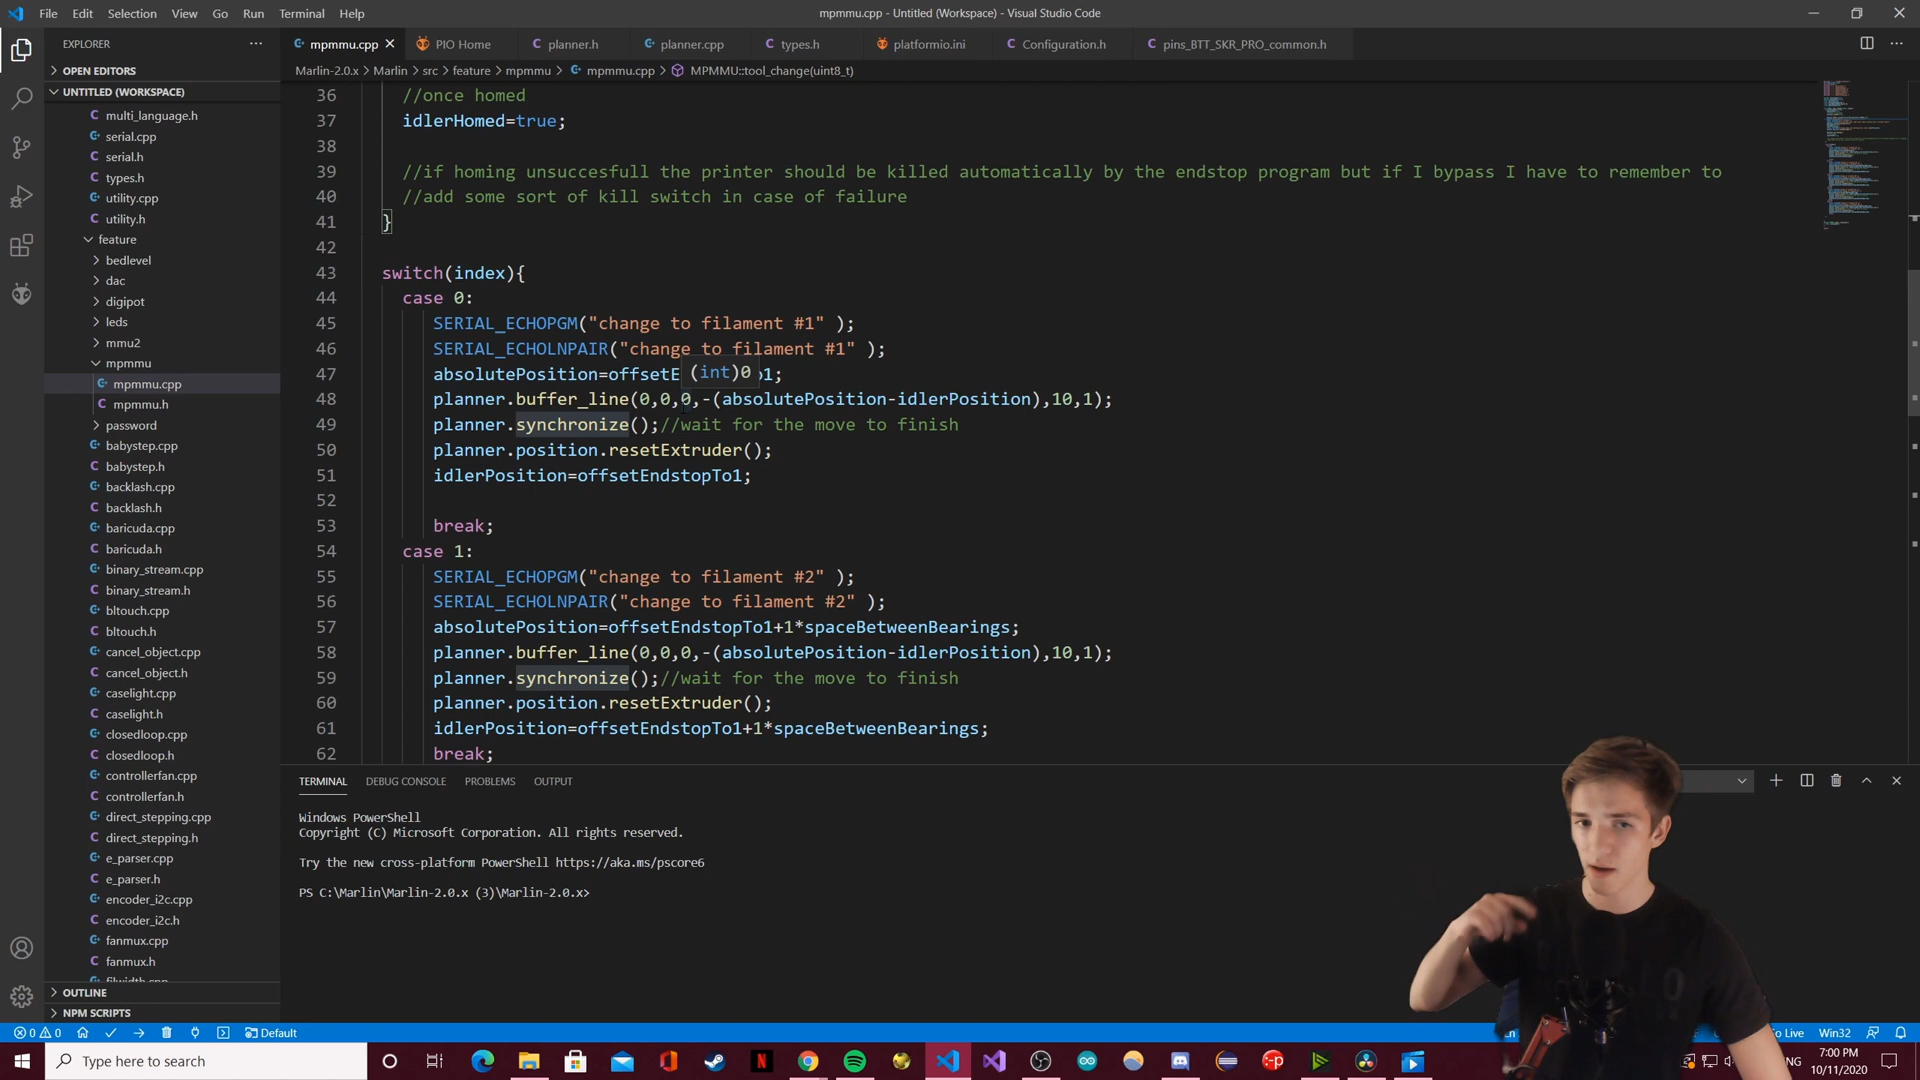 File Edit Selection View Go Run Terminal Help
mpmmu.cpp - Untitled (Workspace) - Visual Studio Code
EXPLORER
mpmmu.cpp
PIO Home
planner.h
planner.cpp
types.h
platformio.ini
Configuration.h
pins_BTT_SKR_PRO_common.h
OPEN EDITORS
UNTITLED (WORKSPACE)
multi_language.h
serial.cpp
serial.h
types.h
utility.cpp
utility.h
feature
bedlevel
dac
digipot
leds
mmu2
mpmmu
mpmmu.cpp
mpmmu.h
password
babystep.cpp
babystep.h
backlash.cpp
backlash.h
baricuda.cpp
baricuda.h
binary_stream.cpp
binary_stream.h
bltouch.cpp
bltouch.h
cancel_object.cpp
cancel_object.h
caselight.cpp
caselight.h
closedloop.cpp
closedloop.h
controllerfan.cpp
controllerfan.h
direct_stepping.cpp
direct_stepping.h
e_parser.cpp
e_parser.h
encoder_i2c.cpp
encoder_i2c.h
fanmux.cpp
fanmux.h
filwidth.cpp
OUTLINE
NPM SCRIPTS
Marlin-2.0.x > Marlin > src > feature > mpmmu > mpmmu.cpp > MPMMU::tool_change(uint8_t)
36 //once homed
37 idlerHomed=true;
38
39 //if homing unsuccesfull the printer should be killed automatically by the endstop program but if I bypass I have to remember to
40 //add some sort of kill switch in case of failure
41 }
42
43 switch(index){
44 case 0:
45 SERIAL_ECHOPGM("change to filament #1" );
46 SERIAL_ECHOLNPAIR("change to filament #1" );
(int)0
47 absolutePosition=offsetE o1;
48 planner.buffer_line(0,0,0,-(absolutePosition-idlerPosition),10,1);
49 planner.synchronize();//wait for the move to finish
50 planner.position.resetExtruder();
51 idlerPosition=offsetEndstopTo1;
52
53 break;
54 case 1:
55 SERIAL_ECHOPGM("change to filament #2" );
56 SERIAL_ECHOLNPAIR("change to filament #2" );
57 absolutePosition=offsetEndstopTo1+1*spaceBetweenBearings;
58 planner.buffer_line(0,0,0,-(absolutePosition-idlerPosition),10,1);
59 planner.synchronize();//wait for the move to finish
60 planner.position.resetExtruder();
61 idlerPosition=offsetEndstopTo1+1*spaceBetweenBearings;
62 break;
TERMINAL DEBUG CONSOLE PROBLEMS OUTPUT
Windows PowerShell
Copyright (C) Microsoft Corporation. All rights reserved.
Try the new cross-platform PowerShell https://aka.ms/pscore6
PS C:\Marlin\Marlin-2.0.x (3)\Marlin-2.0.x>
0 0 Default
Ln
o Live Win32
Type here to search
NG
7:00 PM
10/11/2020